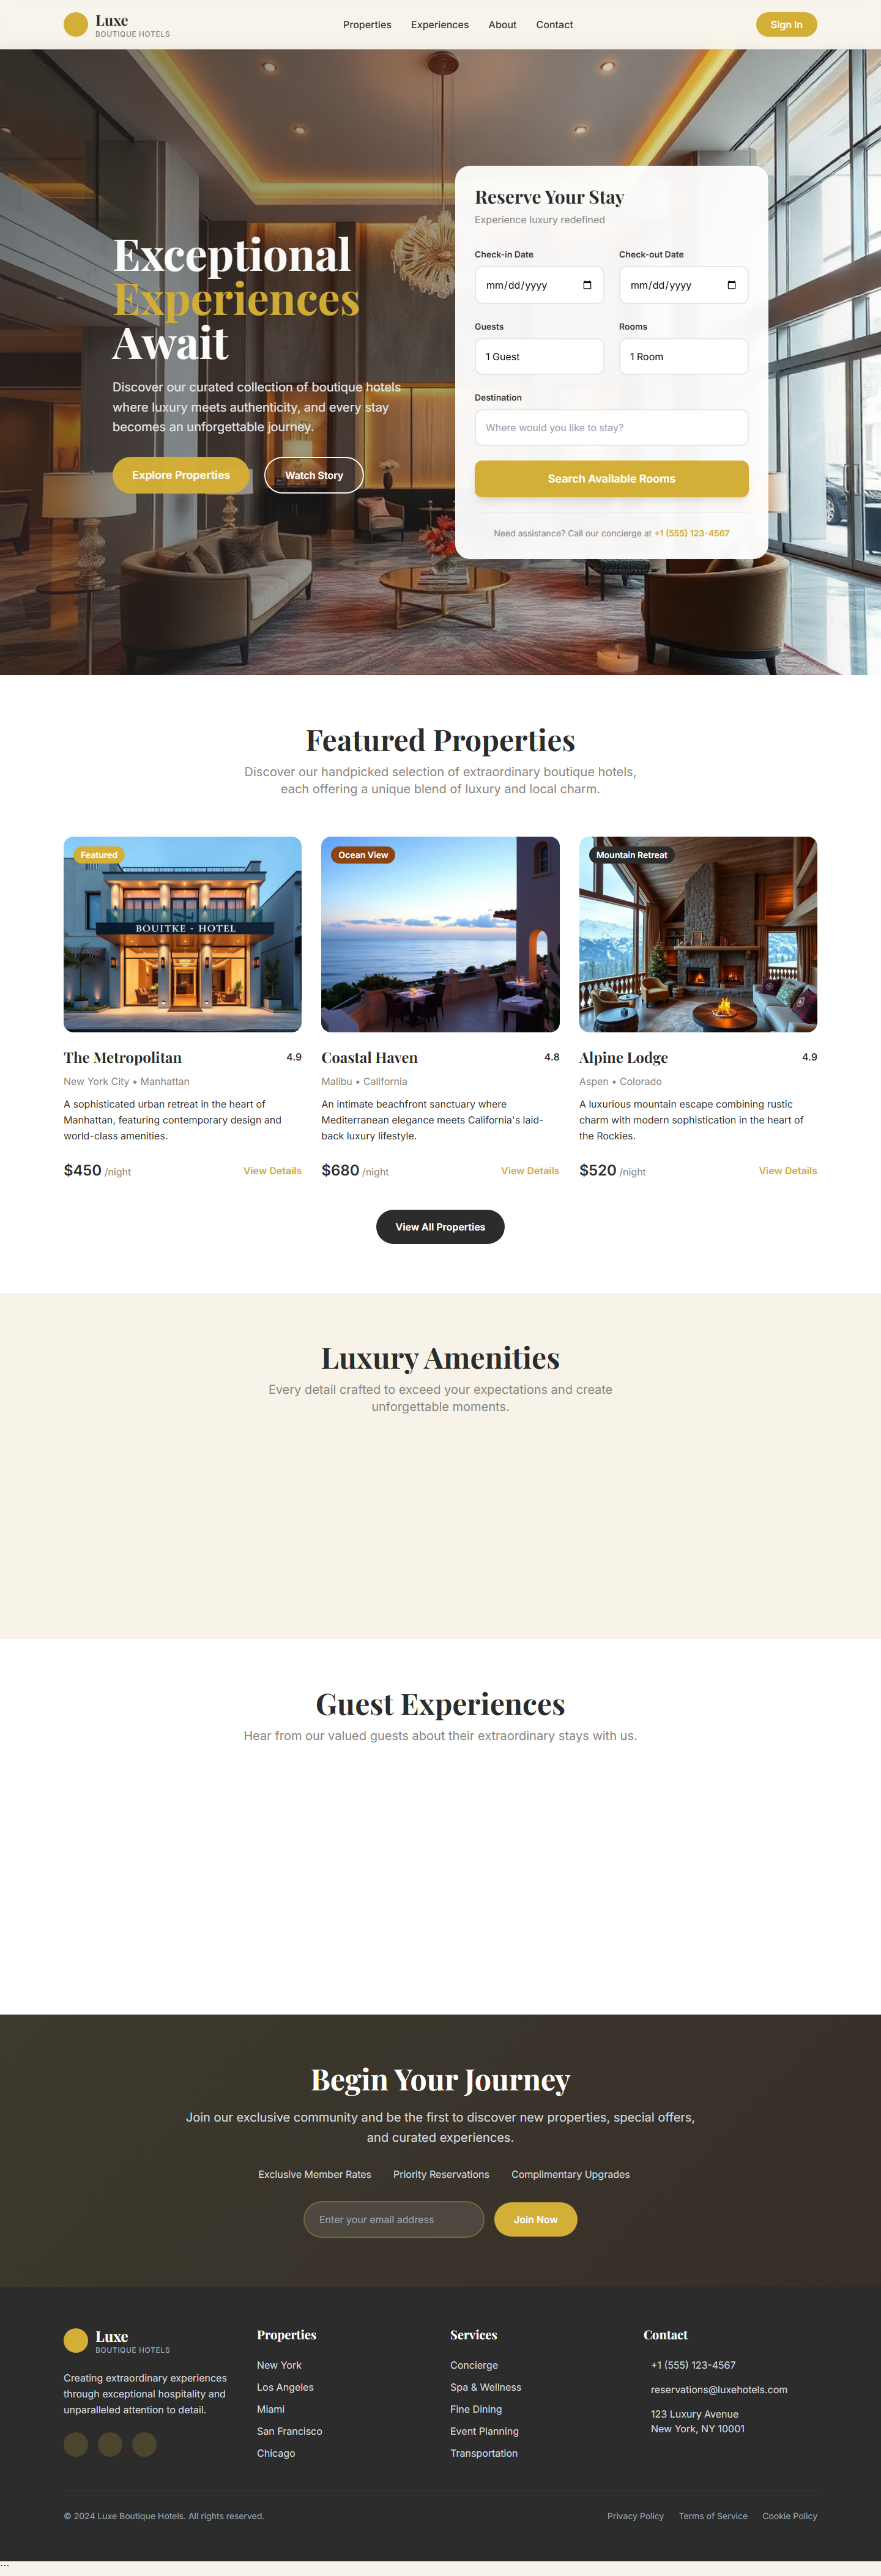 Luxe
BOUTIQUE HOTELS
Properties
Experiences
About
Contact
Sign In
Exceptional
Experiences
Await
Discover our curated collection of boutique hotels
where luxury meets authenticity, and every stay
becomes an unforgettable journey.
Explore Properties
Watch Story
Reserve Your Stay
Experience luxury redefined
Check-in Date
Check-out Date
mm/dd/yyyy
mm/dd/yyyy
Guests
Rooms
1 Guest
1 Room
Destination
Where would you like to stay?
Search Available Rooms
Need assistance? Call our concierge at +1 (555) 123-4567
Featured Properties
Discover our handpicked selection of extraordinary boutique hotels,
each offering a unique blend of luxury and local charm.
Featured
BOUITKE - HOTEL
Ocean View
Mountain Retreat
The Metropolitan
4.9
New York City • Manhattan
A sophisticated urban retreat in the heart of
Manhattan, featuring contemporary design and
world-class amenities.
$450 /night
View Details
Coastal Haven
4.8
Malibu • California
An intimate beachfront sanctuary where
Mediterranean elegance meets California's laid-
back luxury lifestyle.
$680 /night
View Details
Alpine Lodge
4.9
Aspen • Colorado
A luxurious mountain escape combining rustic
charm with modern sophistication in the heart of
the Rockies.
$520 /night
View Details
View All Properties
Luxury Amenities
Every detail crafted to exceed your expectations and create
unforgettable moments.
Guest Experiences
Hear from our valued guests about their extraordinary stays with us.
Begin Your Journey
Join our exclusive community and be the first to discover new properties, special offers,
and curated experiences.
Exclusive Member Rates
Priority Reservations
Complimentary Upgrades
Enter your email address
Join Now
Luxe
BOUTIQUE HOTELS
Creating extraordinary experiences
through exceptional hospitality and
unparalleled attention to detail.
Properties
New York
Los Angeles
Miami
San Francisco
Chicago
Services
Concierge
Spa & Wellness
Fine Dining
Event Planning
Transportation
Contact
+1 (555) 123-4567
reservations@luxehotels.com
123 Luxury Avenue
New York, NY 10001
© 2024 Luxe Boutique Hotels. All rights reserved.
Privacy Policy
Terms of Service
Cookie Policy
```